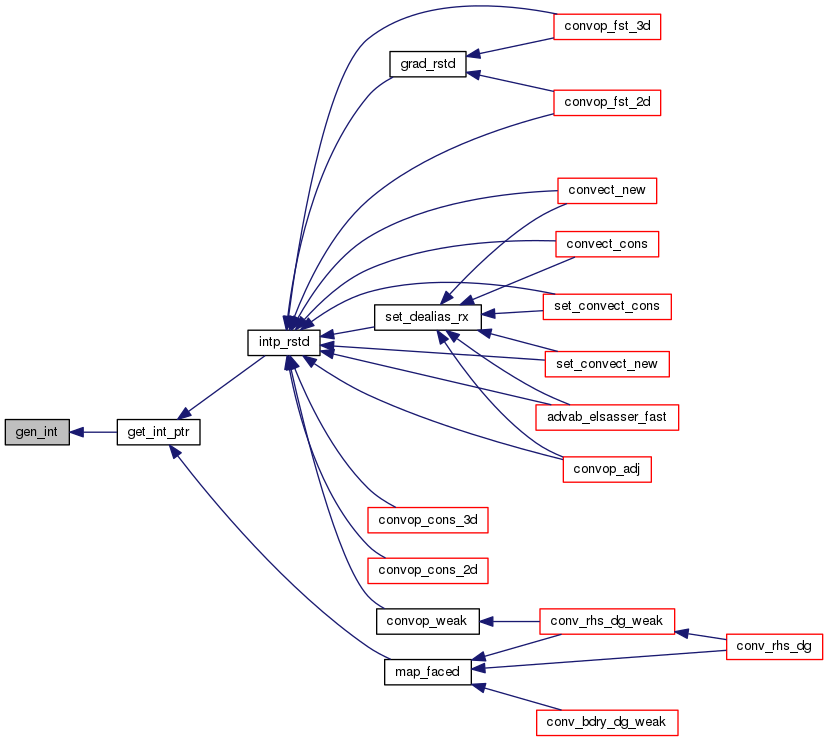 convop_fst_3d
grad_rstd
convop_fst_2d
convect_new
convect_cons
set_convect_cons
set_dealias_rx
intp_rstd
set_convect_new
advab_elsasser_fast
gen_int
get_int_ptr
convop_adj
convop_cons_3d
convop_cons_2d
convop_weak
conv_rhs_dg_weak
conv_rhs_dg
map_faced
conv_bdry_dg_weak